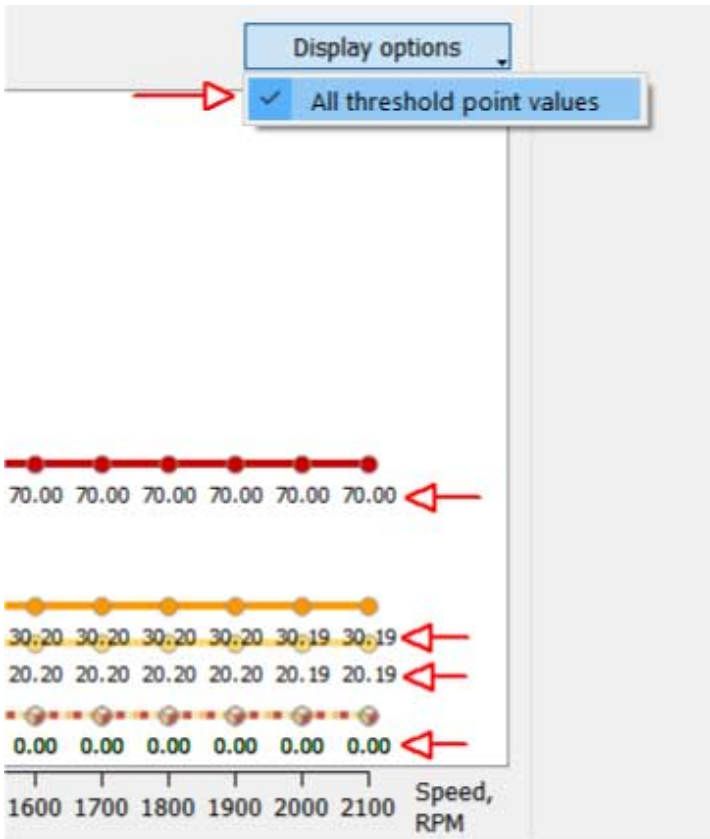 Display options
All threshold point values
70.00 70.00 70.00 70.00 70.00 70.00
30.20 30.20 30.20 30.20 30.19 30.19
20.20 20.20 20.20 20.20 20.19 20.19
0.00 0.00 0.00 0.00 0.00 0.00
1600 1700 1800 1900 2000 2100 Speed,
RPM